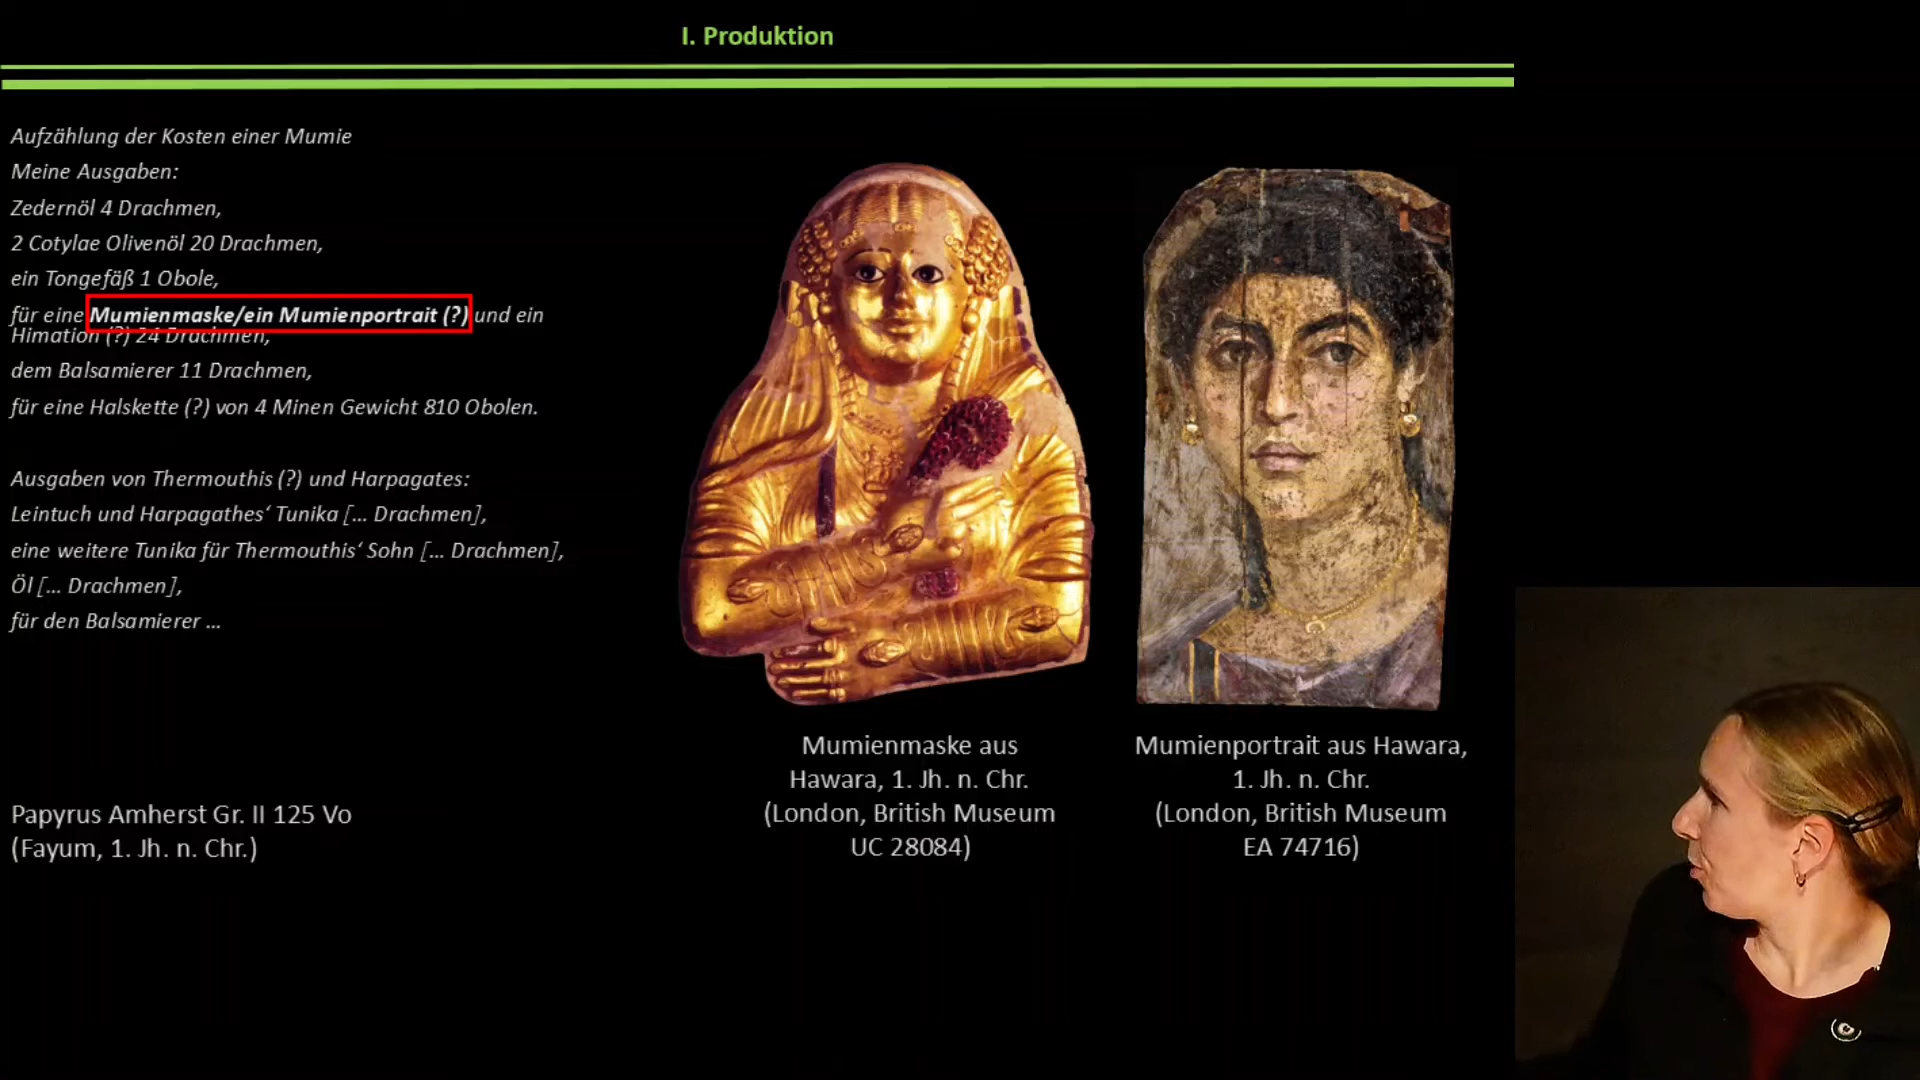 I. Produktion
Aufzählung der Kosten einer Mumie
Meine Ausgaben:
Zedernöl 4 Drachmen,
2 Cotylae Olivenöl 20 Drachmen,
ein Tongefäß 1 Obole,
für eine Mumienmaske/ein Mumienportrait (?) und ein
Himation (?) 24 Drachmen,
dem Balsamierer 11 Drachmen,
für eine Halskette (?) von 4 Minen Gewicht 810 Obolen.
Ausgaben von Thermouthis (?) und Harpagates:
Leintuch und Harpagathes‘ Tunika [... Drachmen],
eine weitere Tunika für Thermouthis‘ Sohn [... Drachmen],
Öl [... Drachmen],
für den Balsamierer ...
Papyrus Amherst Gr. II 125 Vo
(Fayum, 1. Jh. n. Chr.)
Mumienmaske aus
Hawara, 1. Jh. n. Chr.
(London, British Museum
UC 28084)
Mumienportrait aus Hawara,
1. Jh. n. Chr.
(London, British Museum
EA 74716)